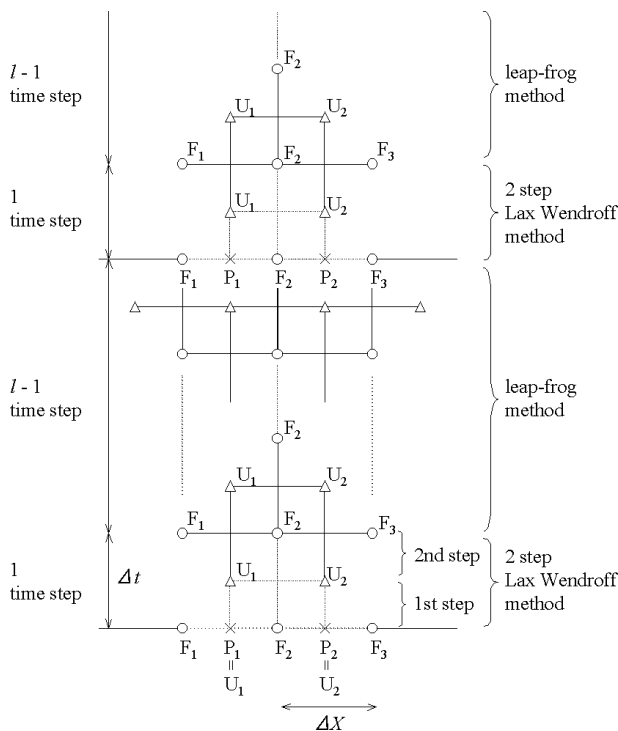 F₂
l - 1
time step
leap-frog
method
U₁ U₂
F₁ F₂ F₃
1
time step
U₁ U₂
2 step
Lax Wendroff
method
F₁ P₁ F₂ P₂ F₃
l - 1
time step
leap-frog
method
F₂
U₁ U₂
F₁ F₂ F₃
1
time step
Δt
U₁ U₂
2nd step
1st step
2 step
Lax Wendroff
method
F₁ P₁ F₂ P₂ F₃
= =
U₁ U₂
ΔX